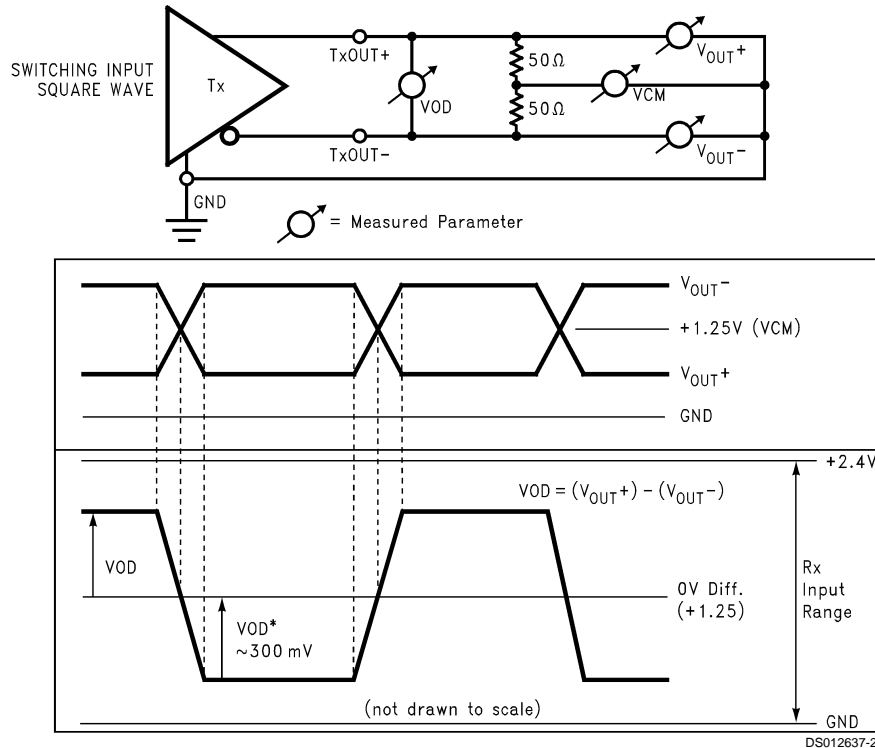 SWITCHING INPUT
SQUARE WAVE
Tx
TxOUT+
TxOUT-
VOD
50Ω
50Ω
VCM
VOUT+
VOUT-
GND
= Measured Parameter
VOUT-
+1.25V (VCM)
VOUT+
GND
+2.4V
VOD = (VOUT+) - (VOUT-)
VOD
VOD*
~300 mV
0V Diff.
(+1.25)
Rx
Input
Range
(not drawn to scale)
GND
DS012637-2